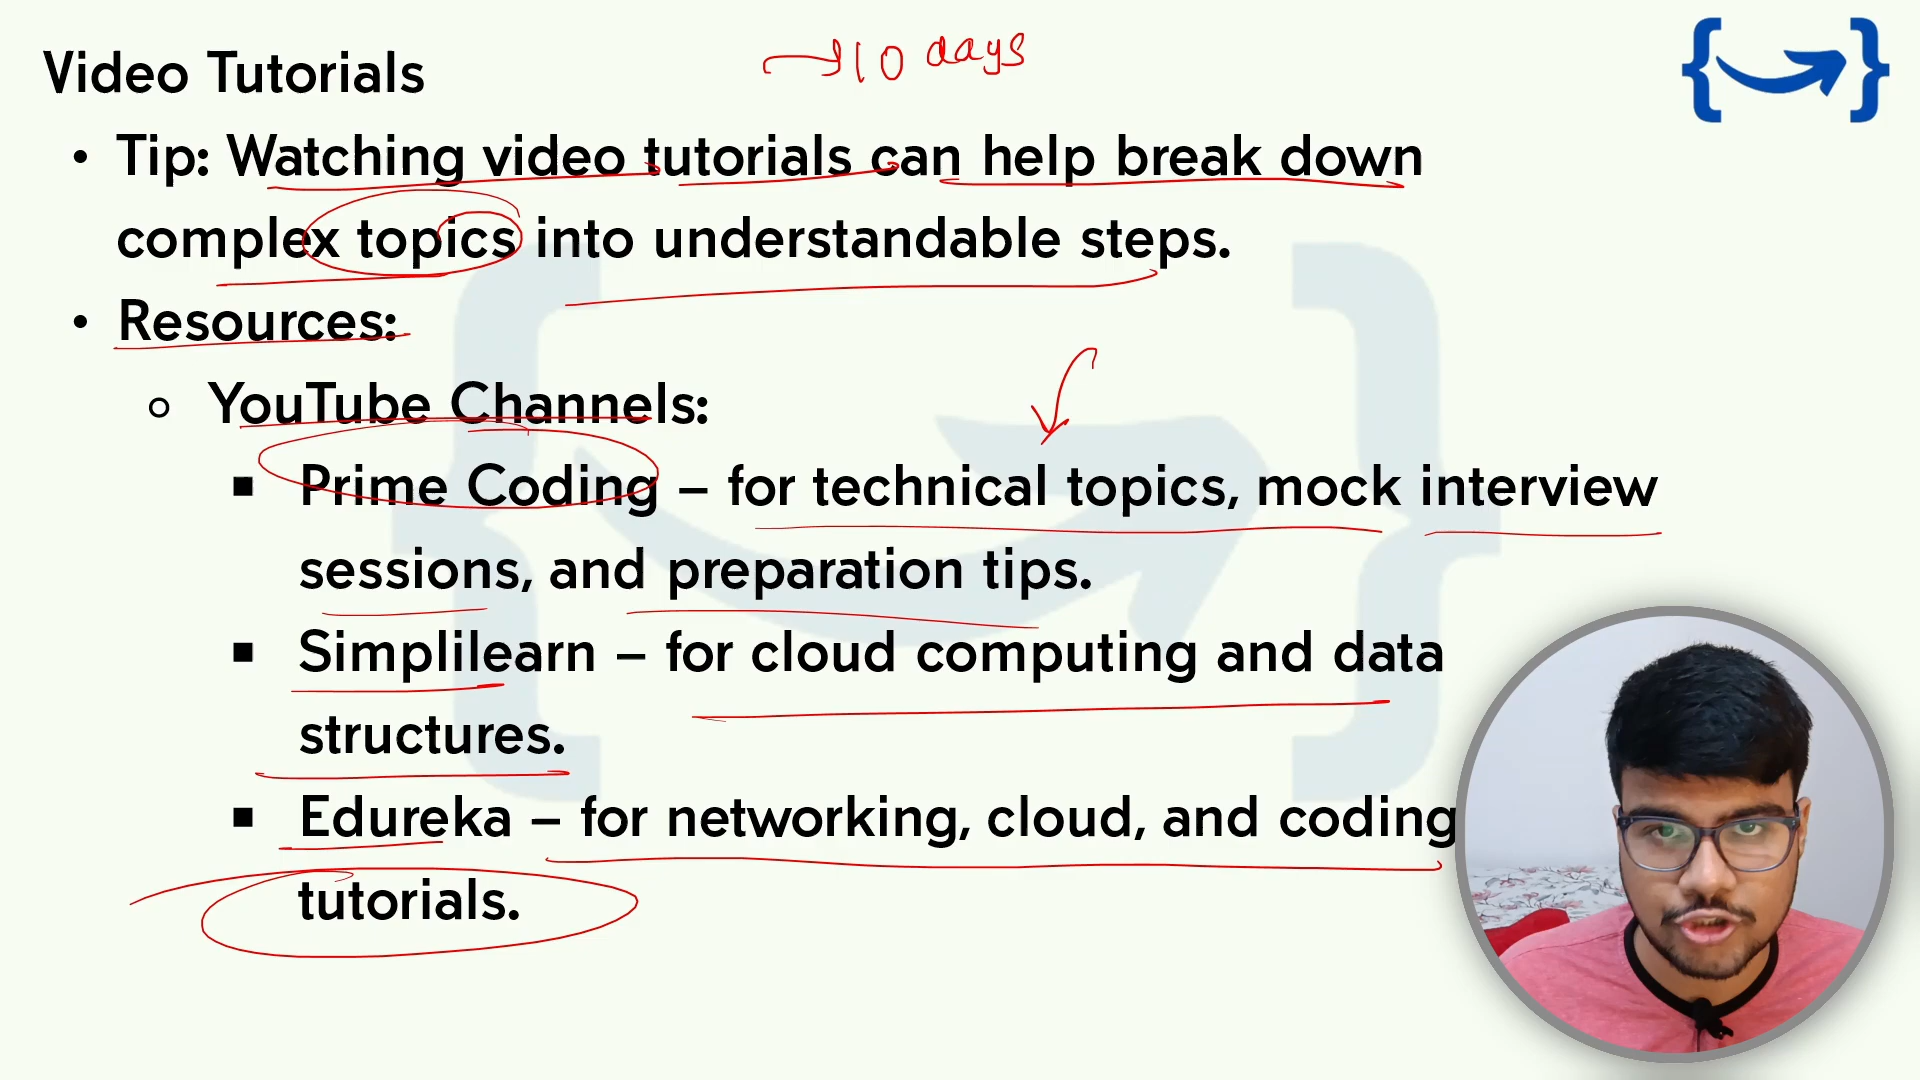 Video Tutorials
→10 days
• Tip: Watching video tutorials can help break down
complex topics into understandable steps.
• Resources:
○ YouTube Channels:
▪ Prime Coding – for technical topics, mock interview
sessions, and preparation tips.
▪ Simplilearn – for cloud computing and data
structures.
▪ Edureka – for networking, cloud, and coding
tutorials.